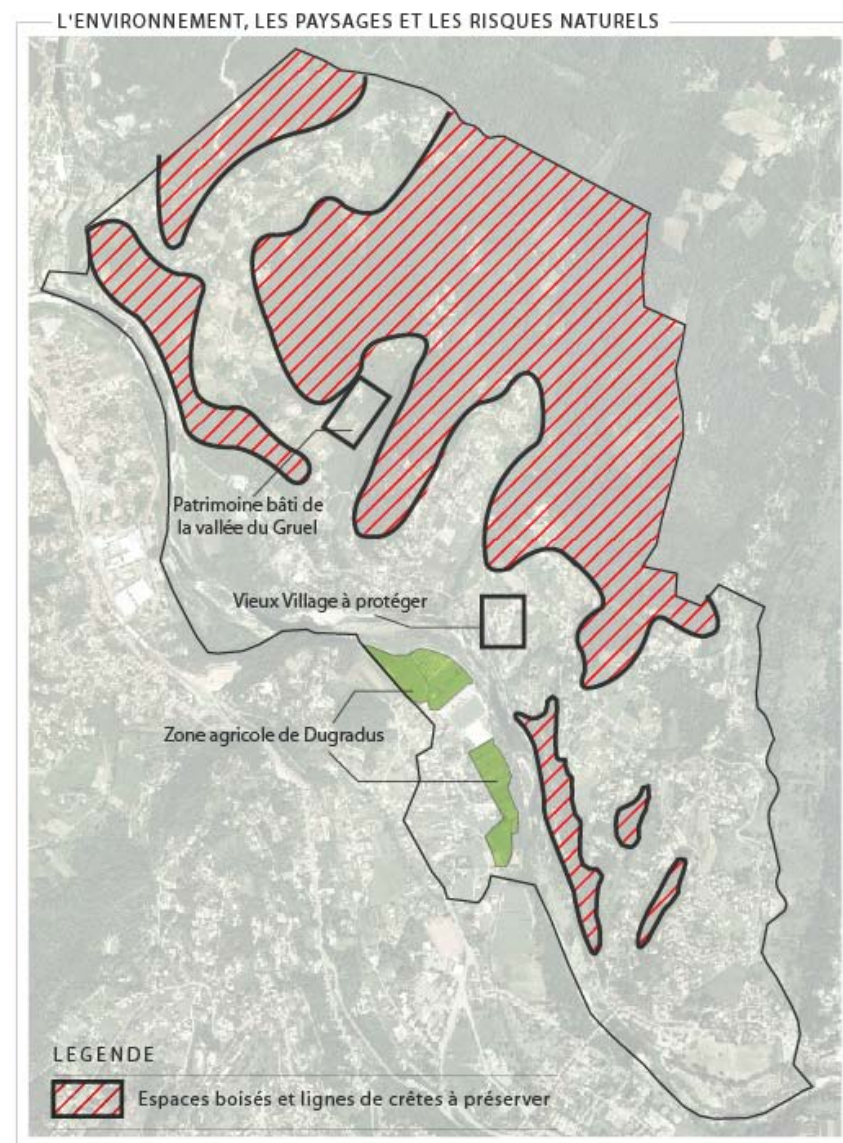 L'ENVIRONNEMENT, LES PAYSAGES ET LES RISQUES NATURELS
Patrimoine bâti de
la vallée du Gruel
Vieux Village à protéger
Zone agricole de Dugradus
LEGENDE
Espaces boisés et lignes de crêtes à préserver